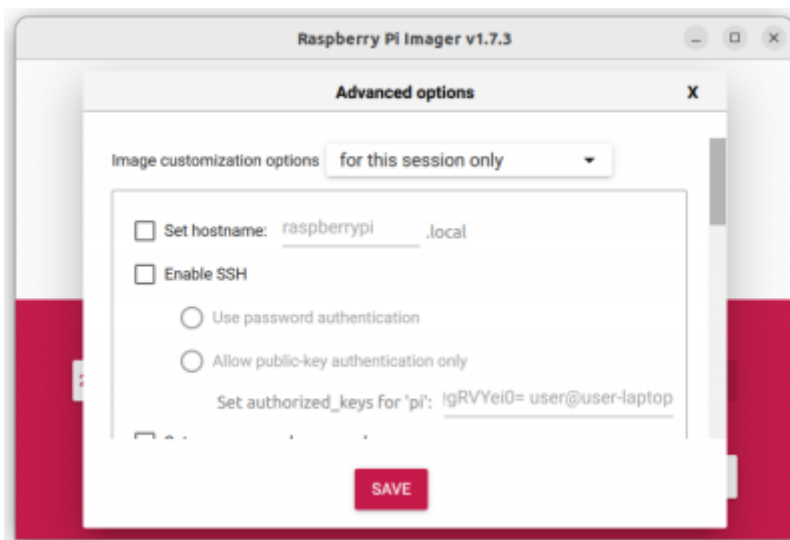 Raspberry Pi Imager v1.7.3
Advanced options X
Image customization options for this session only
Set hostname: raspberrypi .local
Enable SSH
Use password authentication
Allow public-key authentication only
Set authorized_keys for 'pi': gRVYei0= user@user-laptop
SAVE